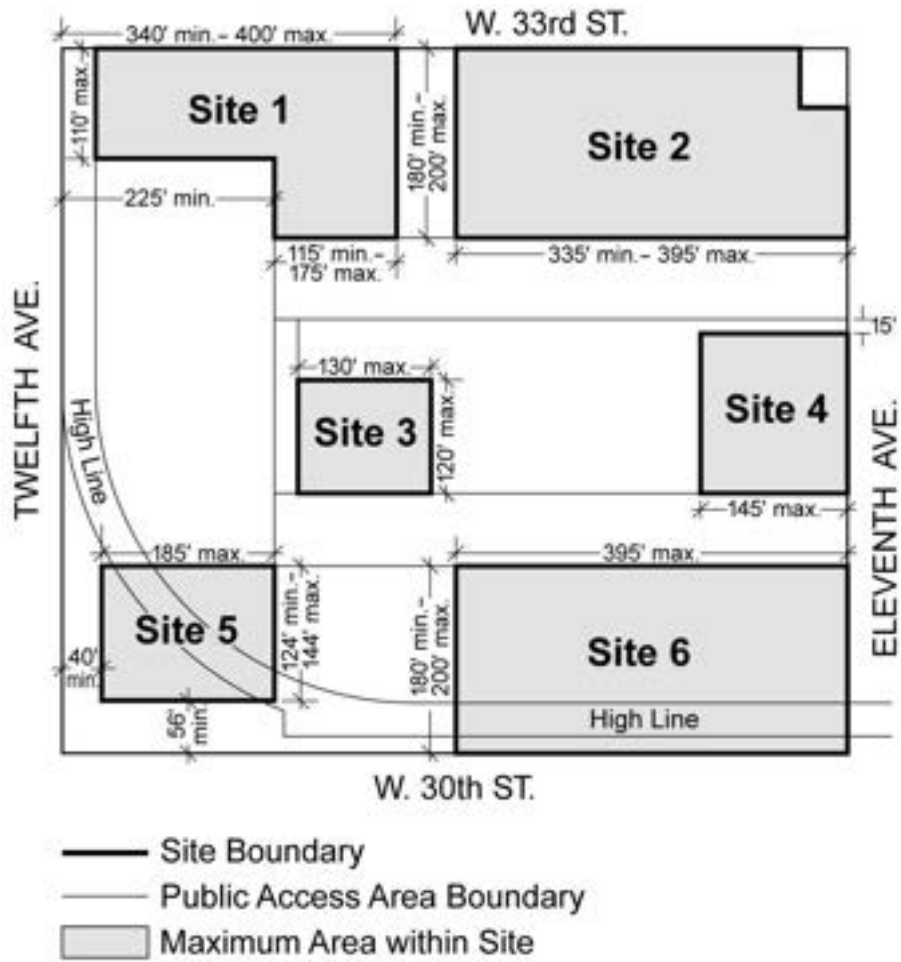 W. 33rd ST.
340' min.– 400' max.
110' max.
Site 1
180' min.–
200' max.
Site 2
225' min.
115' min.–
175' max.
335' min.– 395' max.
15'
TWELFTH AVE.
130' max.
Site 3
120' max.
Site 4
High Line
145' max.
ELEVENTH AVE.
185' max.
395' max.
Site 5
124' min.–
144' max.
180' min.–
200' max.
Site 6
40'
min.
56'
min.
High Line
W. 30th ST.
Site Boundary
Public Access Area Boundary
Maximum Area within Site